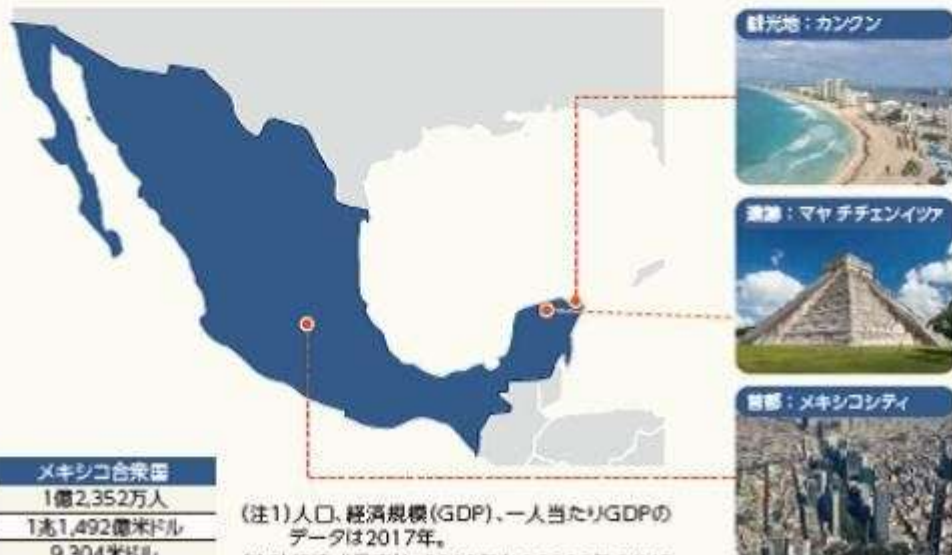 観光地：カンクン
遺跡：マヤ チチェンイツァ
首都：メキシコシティ
メキシコ合衆国
1億2,352万人
1兆1,492億米ドル
9,304米ドル
(注1)人口、経済規模(GDP)、一人当たりGDPの
データは2017年。